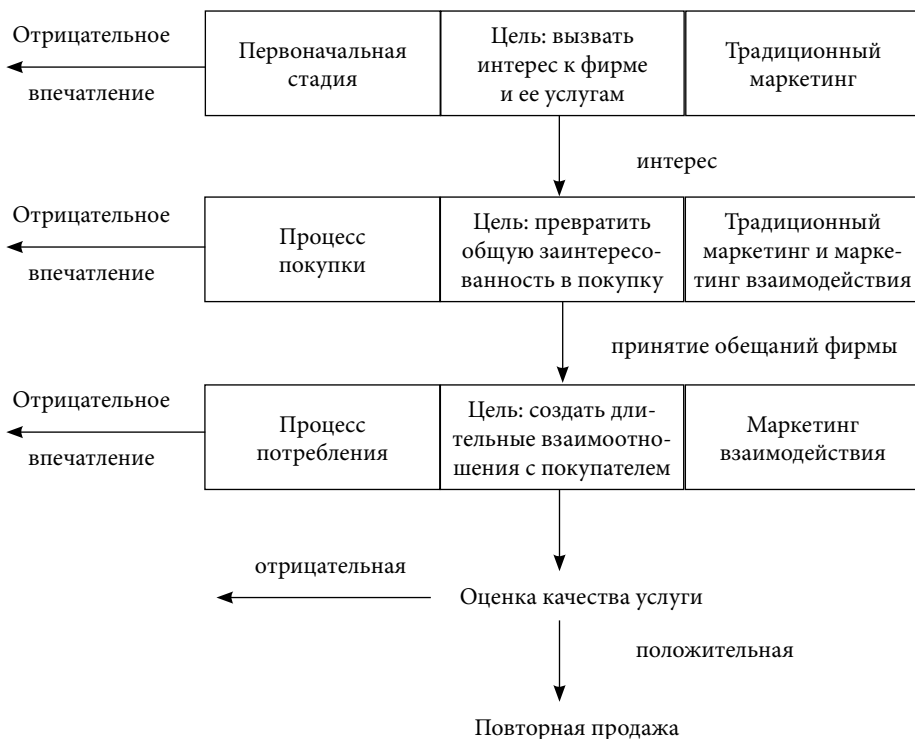 Отрицательное
впечатление
Первоначальная
стадия
Цель: вызвать
интерес к фирме
и ее услугам
Традиционный
маркетинг
интерес
Отрицательное
впечатление
Процесс
покупки
Цель: превратить
общую заинтересо-
ванность в покупку
Традиционный
маркетинг и марке-
тинг взаимодействия
принятие обещаний фирмы
Отрицательное
впечатление
Процесс
потребления
Цель: создать дли-
тельные взаимоотно-
шения с покупателем
Маркетинг
взаимодействия
отрицательная
Оценка качества услуги
положительная
Повторная продажа